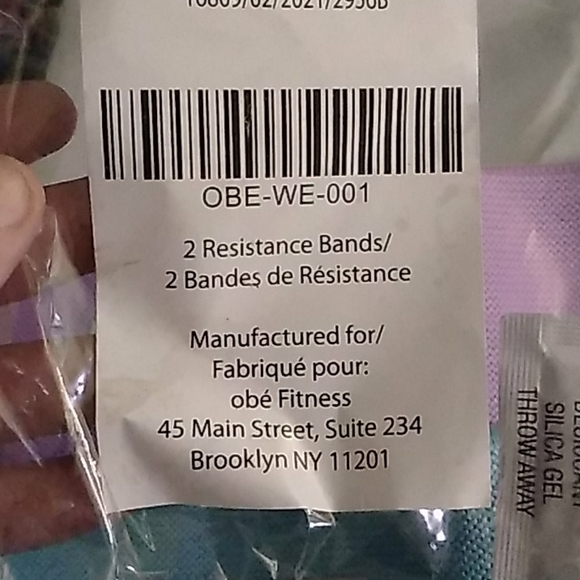 OBE-WE-001
2 Resistance Bands/
2 Bandes de Résistance
Manufactured for/
Fabriqué pour:
obé Fitness
45 Main Street, Suite 234
Brooklyn NY 11201
SILICA GEL
THROW AWAY